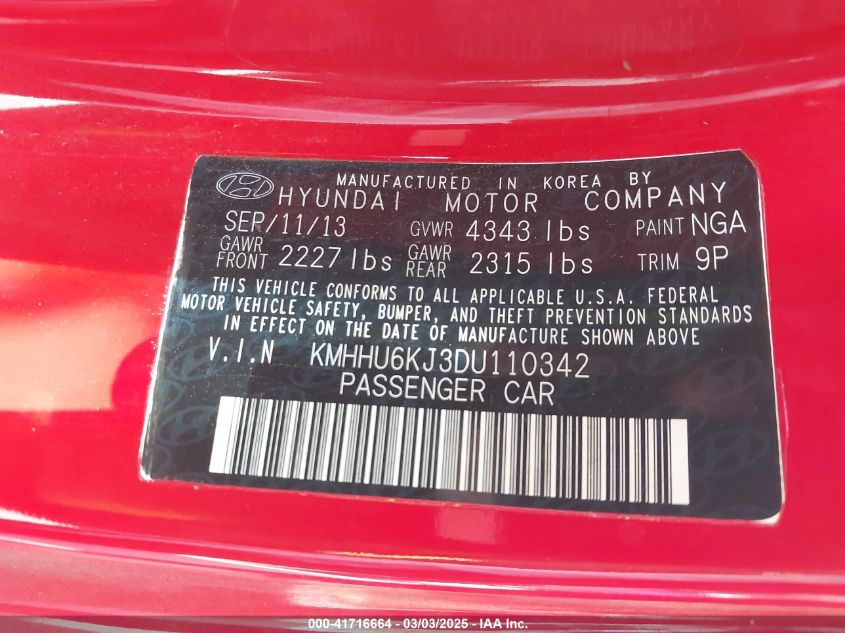 MANUFACTURED IN KOREA BY
HYUNDAI MOTOR COMPANY
SEP/11/13 GVWR 4343 lbs PAINT NGA
GAWR FRONT 2227 lbs GAWR REAR 2315 lbs TRIM 9P
THIS VEHICLE CONFORMS TO ALL APPLICABLE U.S.A. FEDERAL
MOTOR VEHICLE SAFETY, BUMPER, AND THEFT PREVENTION STANDARDS
IN EFFECT ON THE DATE OF MANUFACTURE SHOWN ABOVE
V.I.N KMHHU6KJ3DU110342
PASSENGER CAR
000-41716664 - 03/03/2025 - IAA Inc.